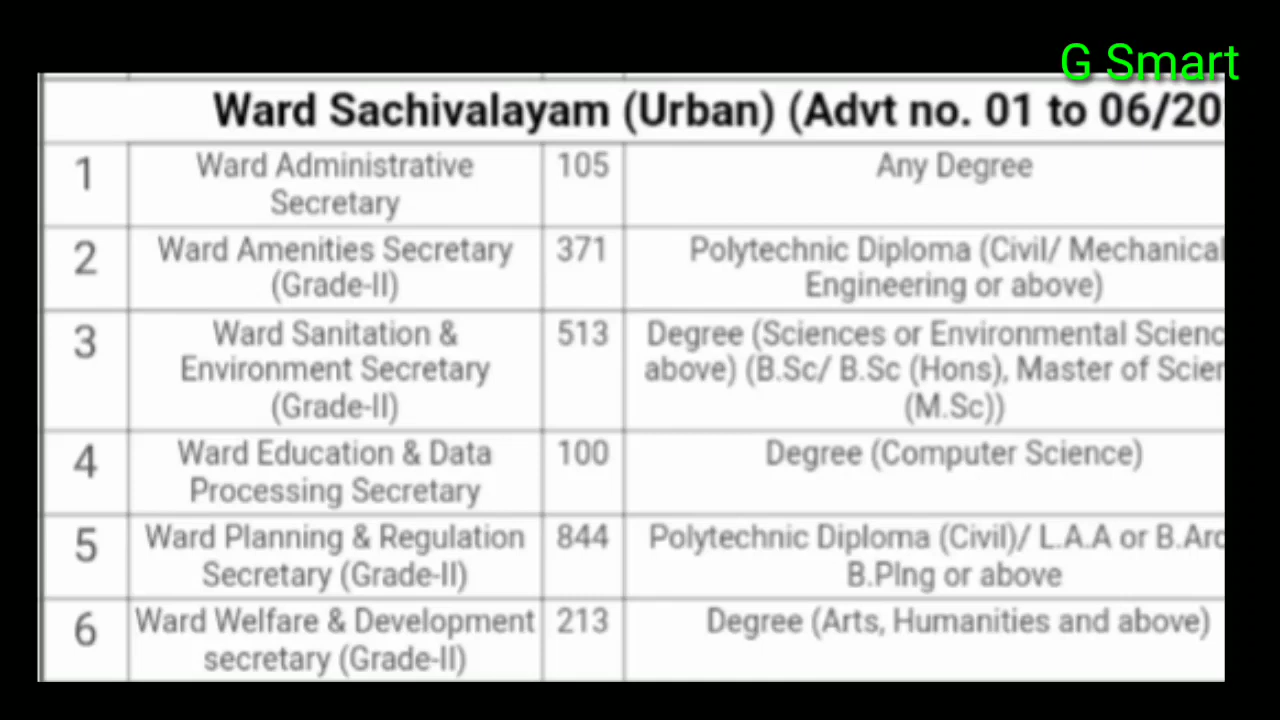 G Smart
Ward Sachivalayam (Urban) (Advt no. 01 to 06/20
1 Ward Administrative 105 Any Degree
Secretary
2 Ward Amenities Secretary 371 Polytechnic Diploma (Civil/ Mechanical
(Grade-II) Engineering or above)
3 Ward Sanitation & 513 Degree (Sciences or Environmental Scienc
Environment Secretary above) (B.Sc/ B.Sc (Hons), Master of Scien
(Grade-II) (M.Sc))
4 Ward Education & Data 100 Degree (Computer Science)
Processing Secretary
5 Ward Planning & Regulation 844 Polytechnic Diploma (Civil)/ L.A.A or B.Arc
Secretary (Grade-II) B.Plng or above
6 Ward Welfare & Development 213 Degree (Arts, Humanities and above)
secretary (Grade-II)